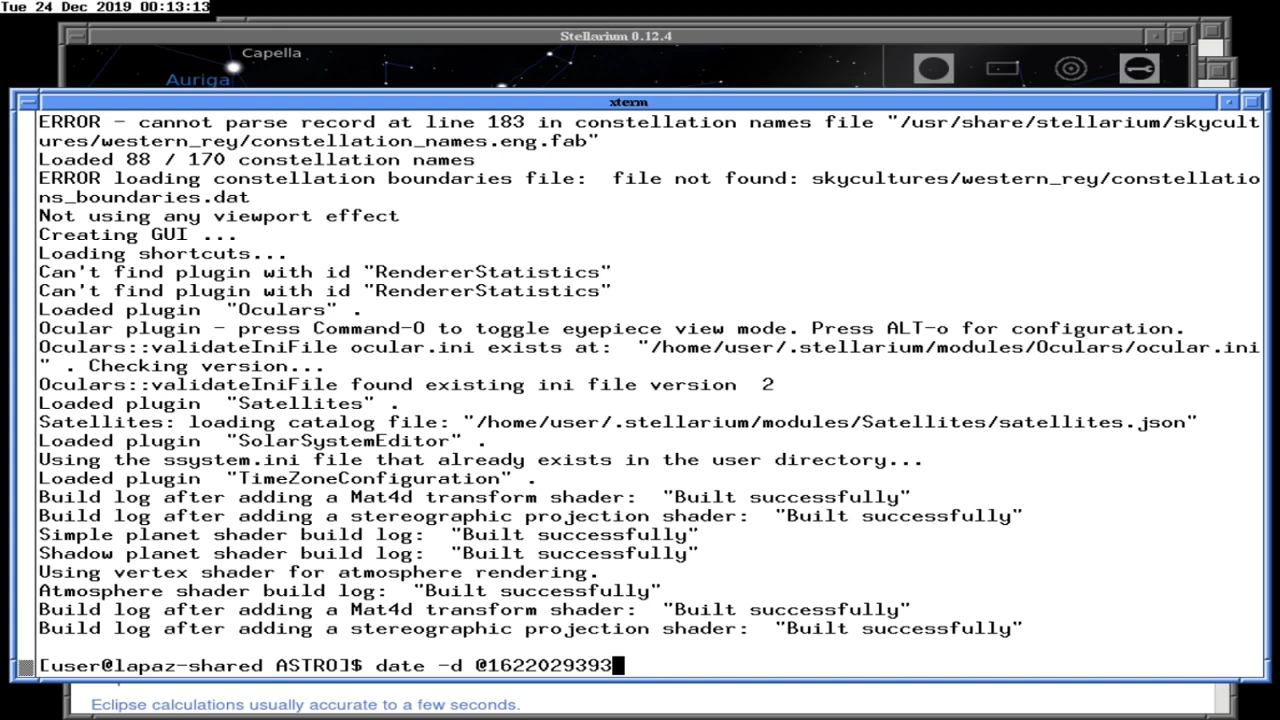 Tue 24 Dec 2019 00:13:13
Stellarium 0.12.4
Capella
Auriga
xterm
ERROR - cannot parse record at line 183 in constellation names file "/usr/share/stellarium/skycult
ures/western_rey/constellation_names.eng.fab"
Loaded 88 / 170 constellation names
ERROR loading constellation boundaries file:  file not found: skycultures/western_rey/constellatio
ns_boundaries.dat
Not using any viewport effect
Creating GUI ...
Loading shortcuts...
Can't find plugin with id "RendererStatistics"
Can't find plugin with id "RendererStatistics"
Loaded plugin  "Oculars" .
Ocular plugin - press Command-O to toggle eyepiece view mode. Press ALT-o for configuration.
Oculars::validateIniFile ocular.ini exists at:  "/home/user/.stellarium/modules/Oculars/ocular.ini
" . Checking version...
Oculars::validateIniFile found existing ini file version  2
Loaded plugin  "Satellites" .
Satellites: loading catalog file: "/home/user/.stellarium/modules/Satellites/satellites.json"
Loaded plugin  "SolarSystemEditor" .
Using the ssystem.ini file that already exists in the user directory...
Loaded plugin  "TimeZoneConfiguration" .
Build log after adding a Mat4d transform shader:  "Built successfully"
Build log after adding a stereographic projection shader:  "Built successfully"
Simple planet shader build log:  "Built successfully"
Shadow planet shader build log:  "Built successfully"
Using vertex shader for atmosphere rendering.
Atmosphere shader build log:  "Built successfully"
Build log after adding a Mat4d transform shader:  "Built successfully"
Build log after adding a stereographic projection shader:  "Built successfully"
[user@lapaz-shared ASTRO]$ date -d @1622029393
Eclipse calculations usually accurate to a few seconds.